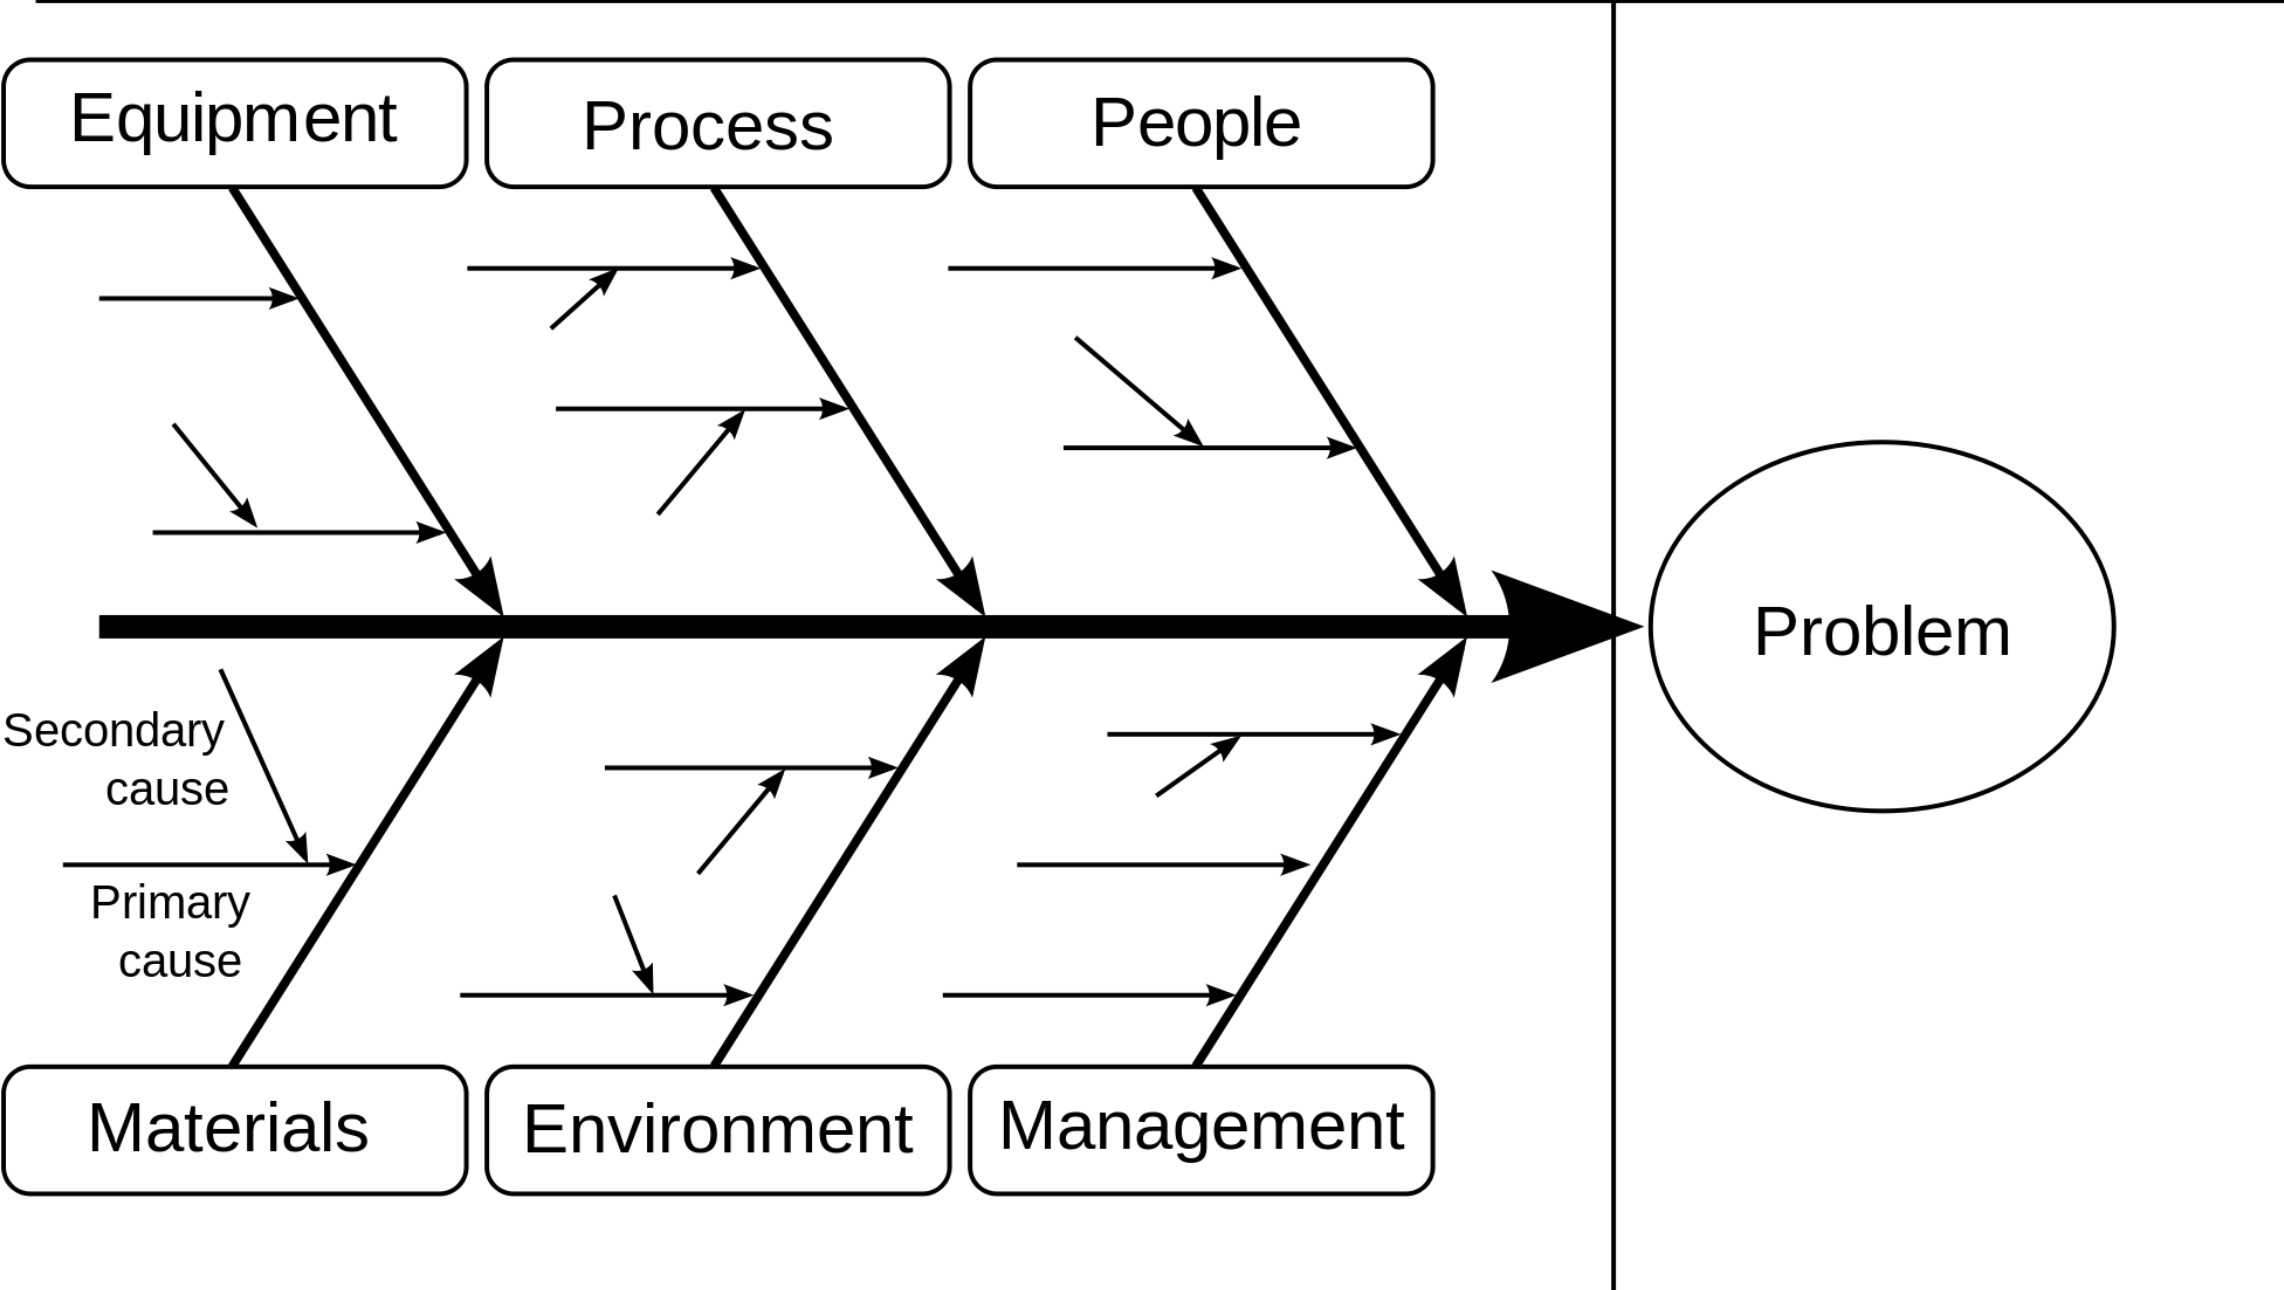 Equipment
Process
People
Problem
Secondary
cause
Primary
cause
Materials
Environment
Management